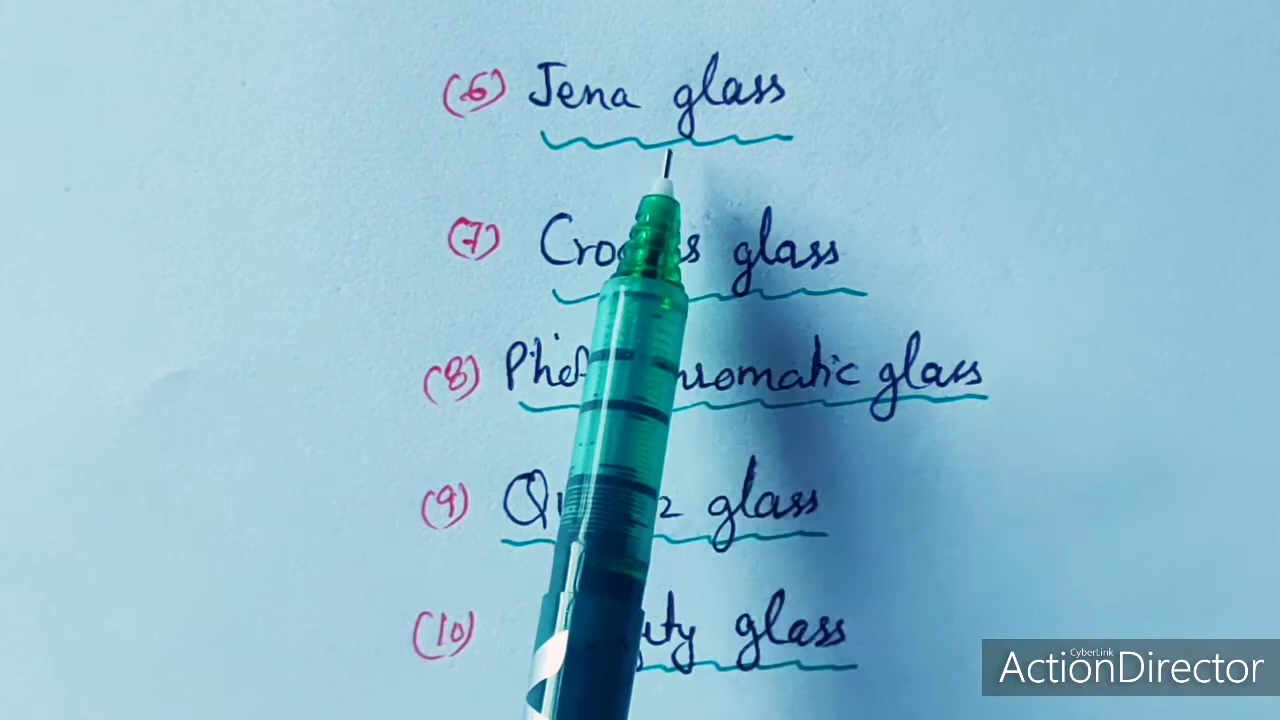 (6) Jena glass
(7) glass
(8) glass
(9) glass
(10) glass
CyberLink
ActionDirector